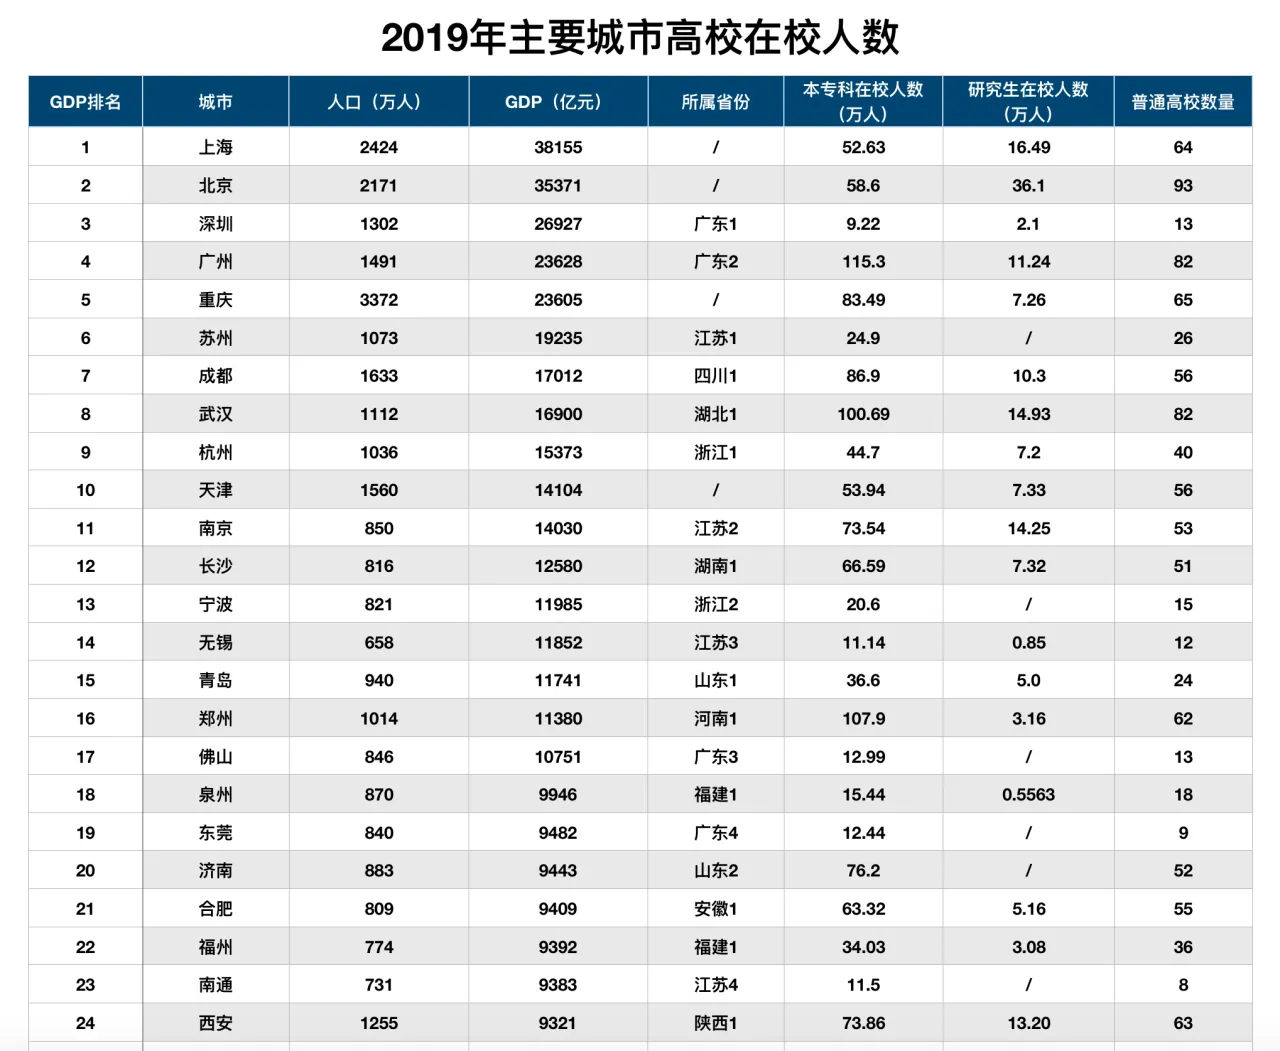 2019年主要城市高校在校人数
GDP排名 城市 人口（万人） GDP（亿元） 所属省份 本专科在校人数（万人） 研究生在校人数（万人） 普通高校数量
1 上海 2424 38155 / 52.63 16.49 64
2 北京 2171 35371 / 58.6 36.1 93
3 深圳 1302 26927 广东1 9.22 2.1 13
4 广州 1491 23628 广东2 115.3 11.24 82
5 重庆 3372 23605 / 83.49 7.26 65
6 苏州 1073 19235 江苏1 24.9 / 26
7 成都 1633 17012 四川1 86.9 10.3 56
8 武汉 1112 16900 湖北1 100.69 14.93 82
9 杭州 1036 15373 浙江1 44.7 7.2 40
10 天津 1560 14104 / 53.94 7.33 56
11 南京 850 14030 江苏2 73.54 14.25 53
12 长沙 816 12580 湖南1 66.59 7.32 51
13 宁波 821 11985 浙江2 20.6 / 15
14 无锡 658 11852 江苏3 11.14 0.85 12
15 青岛 940 11741 山东1 36.6 5.0 24
16 郑州 1014 11380 河南1 107.9 3.16 62
17 佛山 846 10751 广东3 12.99 / 13
18 泉州 870 9946 福建1 15.44 0.5563 18
19 东莞 840 9482 广东4 12.44 / 9
20 济南 883 9443 山东2 76.2 / 52
21 合肥 809 9409 安徽1 63.32 5.16 55
22 福州 774 9392 福建1 34.03 3.08 36
23 南通 731 9383 江苏4 11.5 / 8
24 西安 1255 9321 陕西1 73.86 13.20 63